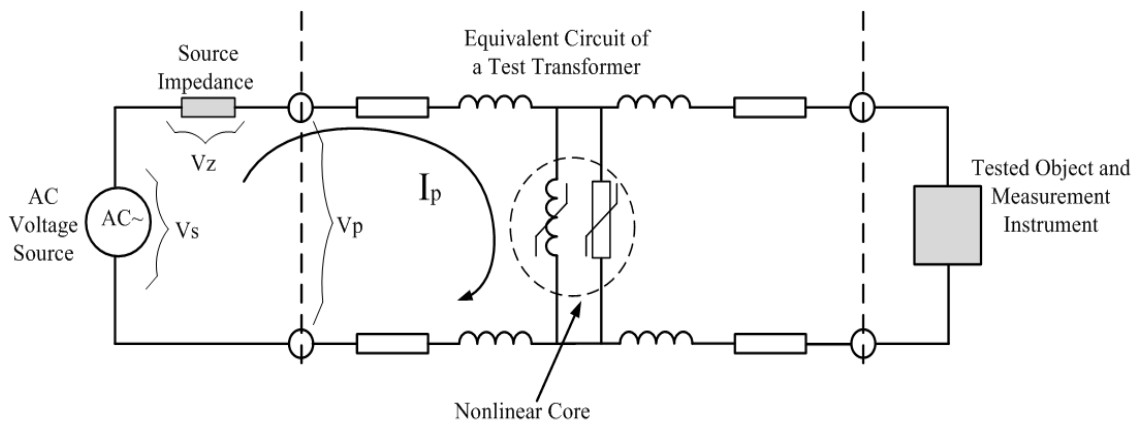 Equivalent Circuit of
a Test Transformer
Source
Impedance
Vz
AC
Voltage
Source
AC~
Vs
Vp
Ip
Tested Object and
Measurement
Instrument
Nonlinear Core